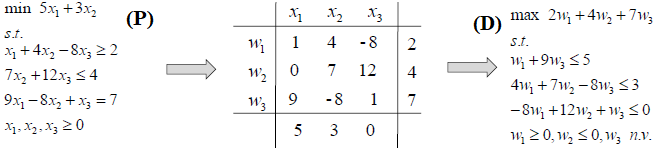 min 5x₁ + 3x₂
s.t.
x₁ + 4x₂ − 8x₃ ≥ 2
7x₂ + 12x₃ ≤ 4
9x₁ − 8x₂ + x₃ = 7
x₁, x₂, x₃ ≥ 0
(P)
x₁ x₂ x₃
w₁ 1 4 -8 2
w₂ 0 7 12 4
w₃ 9 -8 1 7
5 3 0
(D)
max 2w₁ + 4w₂ + 7w₃
s.t.
w₁ + 9w₃ ≤ 5
4w₁ + 7w₂ − 8w₃ ≤ 3
−8w₁ + 12w₂ + w₃ ≤ 0
w₁ ≥ 0, w₂ ≤ 0, w₃ n.v.